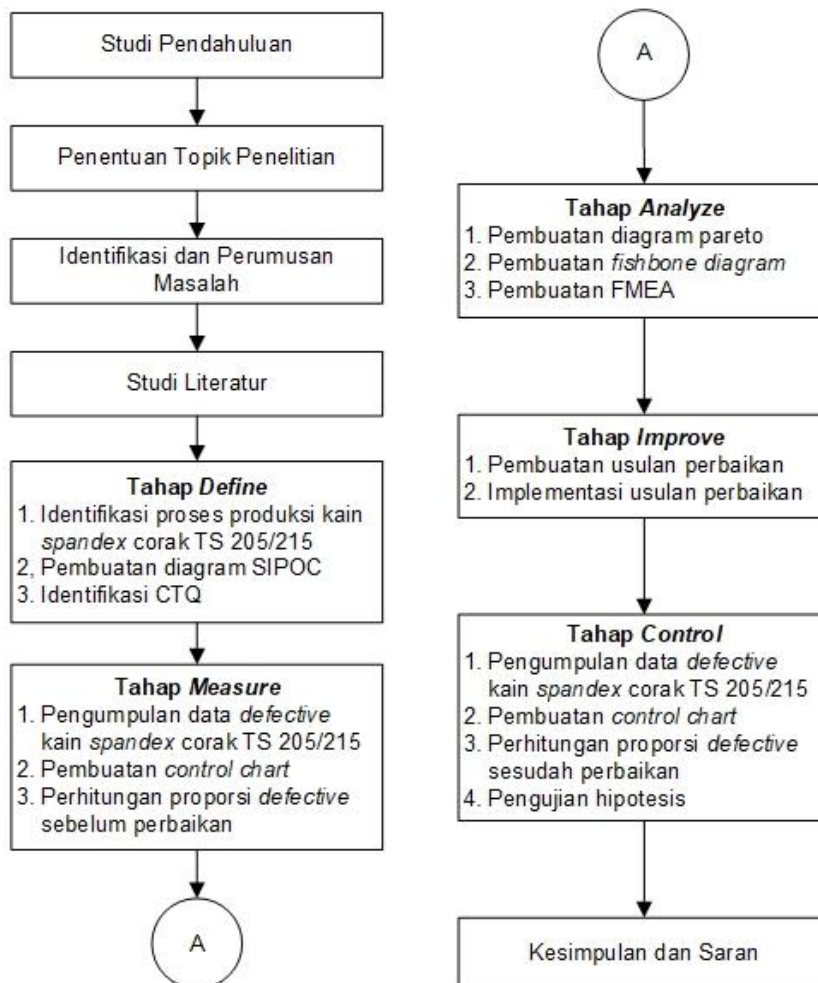 Studi Pendahuluan
Penentuan Topik Penelitian
Identifikasi dan Perumusan
Masalah
Studi Literatur
Tahap Define
1. Identifikasi proses produksi kain
spandex corak TS 205/215
2, Pembuatan diagram SIPOC
3. Identifikasi CTQ
Tahap Measure
1. Pengumpulan data defective
kain spandex corak TS 205/215
2. Pembuatan control chart
3. Perhitungan proporsi defective
sebelum perbaikan
A
A
Tahap Analyze
1. Pembuatan diagram pareto
2. Pembuatan fishbone diagram
3. Pembuatan FMEA
Tahap Improve
1. Pembuatan usulan perbaikan
2. Implementasi usulan perbaikan
Tahap Control
1. Pengumpulan data defective
kain spandex corak TS 205/215
2. Pembuatan control chart
3. Perhitungan proporsi defective
sesudah perbaikan
4. Pengujian hipotesis
Kesimpulan dan Saran